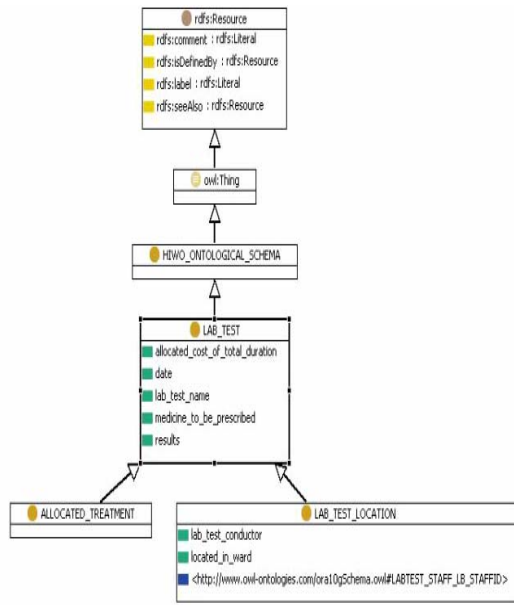 rdfs:Resource
rdfs:comment : rdfs:Literal
rdfs:isDefinedBy : rdfs:Resource
rdfs:label : rdfs:Literal
rdfs:seeAlso : rdfs:Resource
owl:Thing
HIWO_ONTOLOGICAL_SCHEMA
LAB_TEST
allocated_cost_of_total_duration
date
lab_test_name
medicine_to_be_prescribed
results
ALLOCATED_TREATMENT
LAB_TEST_LOCATION
lab_test_conductor
located_in_ward
<http://www.owl-ontologies.com/ora10gSchema.owl#LABTEST_STAFF_LB_STAFFID>